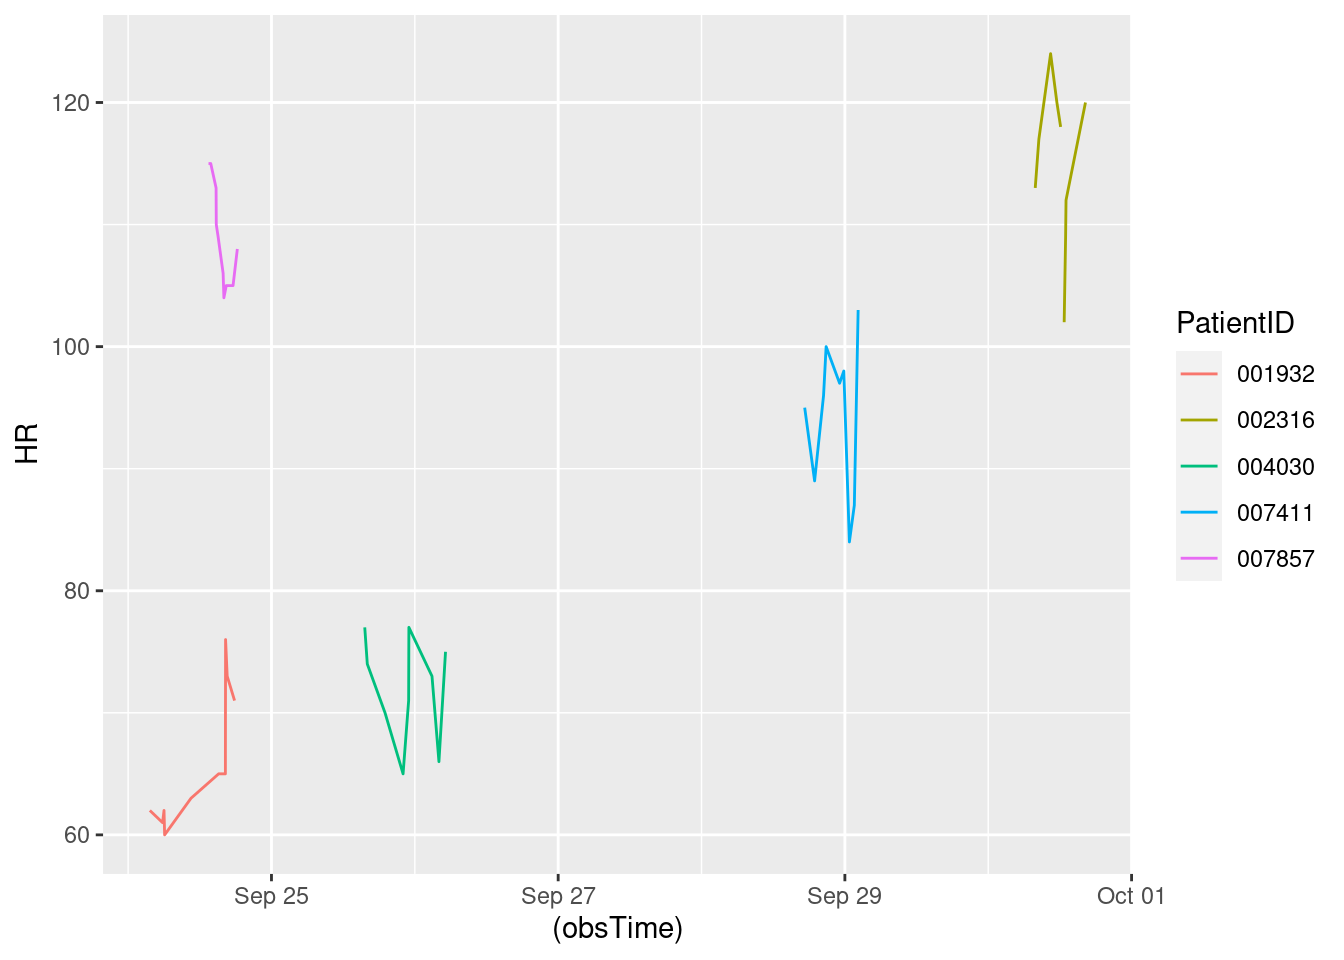 120
100
80
60
HR
Sep 25
Sep 27
Sep 29
Oct 01
(obsTime)
PatientID
001932
002316
004030
007411
007857